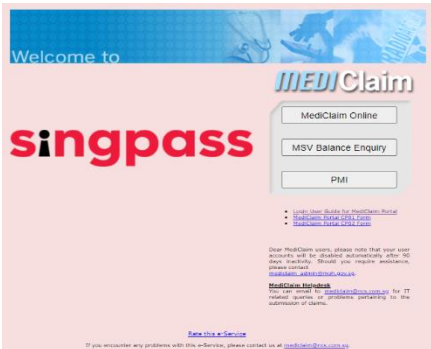 Welcome to
MEDIClaim
singpass
MediClaim Online
MSV Balance Enquiry
PMI
Login User Guide for MediClaim Portal
MediClaim Portal CPS1 Form
MediClaim Portal CPS2 Form
Dear MediClaim users, please note that your user
accounts will be disabled automatically after 90
days inactivity. Should you require assistance,
please contact
mediclaim_admin@moh.gov.sg.
MediClaim Helpdesk
You can email to mediclaim@ncs.com.sg for IT
related queries or problems pertaining to the
submission of claims.
Rate this e-Service
If you encounter any problems with this e-Service, please contact us at mediclaim@ncs.com.sg.